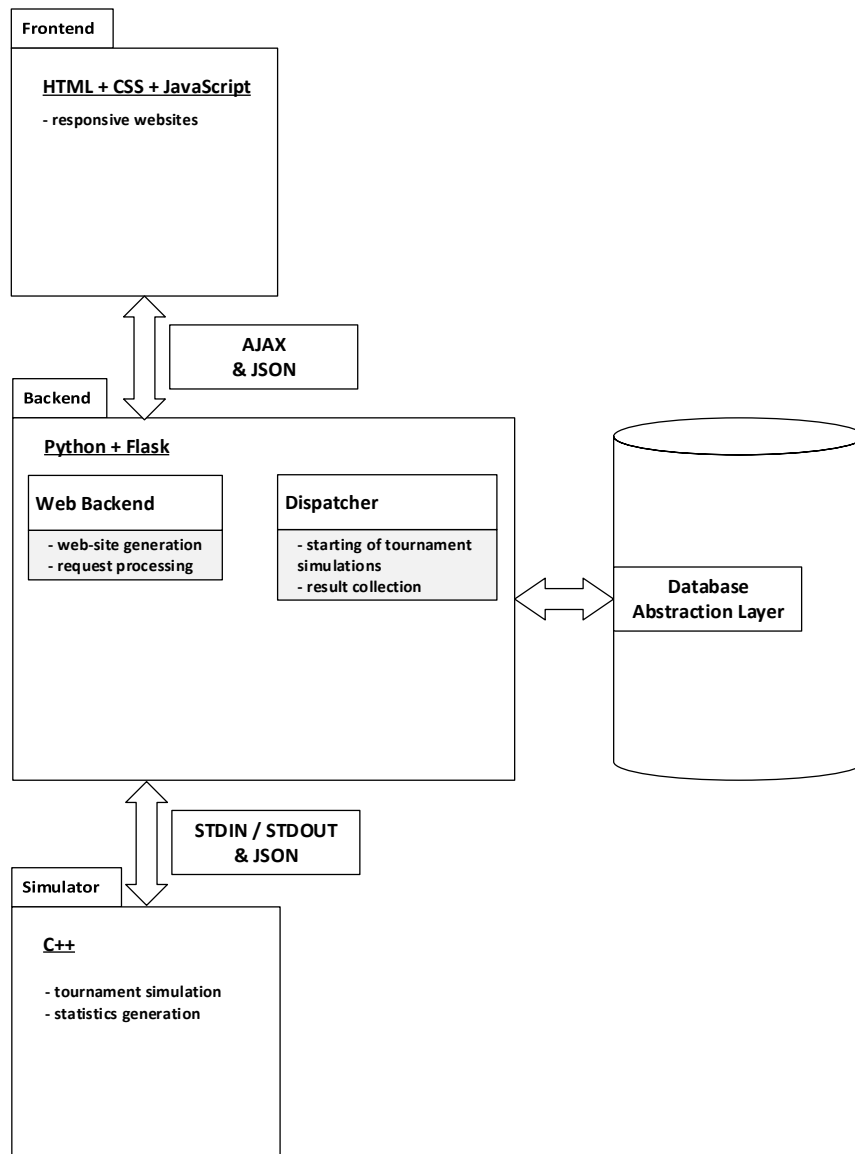 Frontend
HTML + CSS + JavaScript
- responsive websites
AJAX
& JSON
Backend
Python + Flask
Web Backend
- web-site generation
- request processing
Dispatcher
- starting of tournament
simulations
- result collection
Database
Abstraction Layer
STDIN / STDOUT
& JSON
Simulator
C++
- tournament simulation
- statistics generation